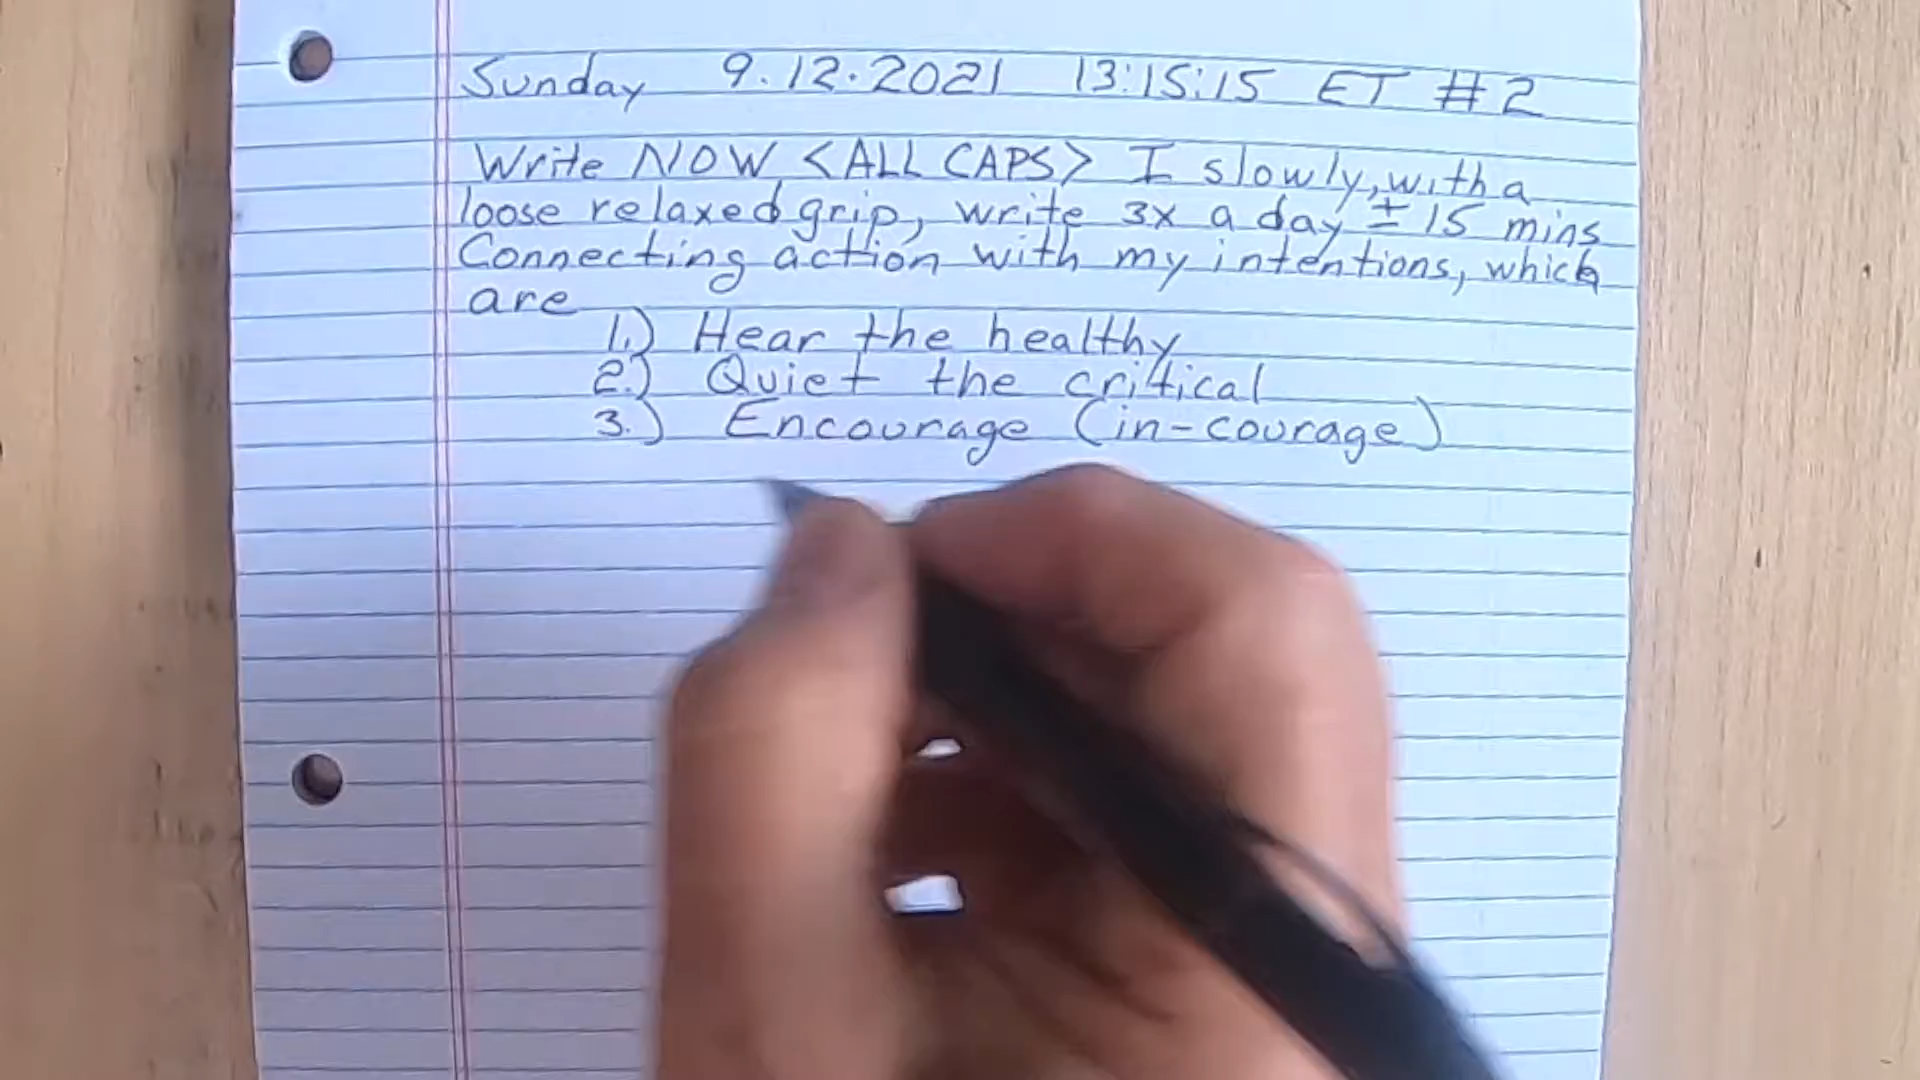 Sunday 9.12.2021 13:15:15 ET #2
Write NOW <ALL CAPS> I slowly, with a
loose relaxed grip, write 3x a day ± 15 mins
Connecting action with my intentions, which
are
1.) Hear the healthy
2.) Quiet the critical
3.) Encourage (in-courage)